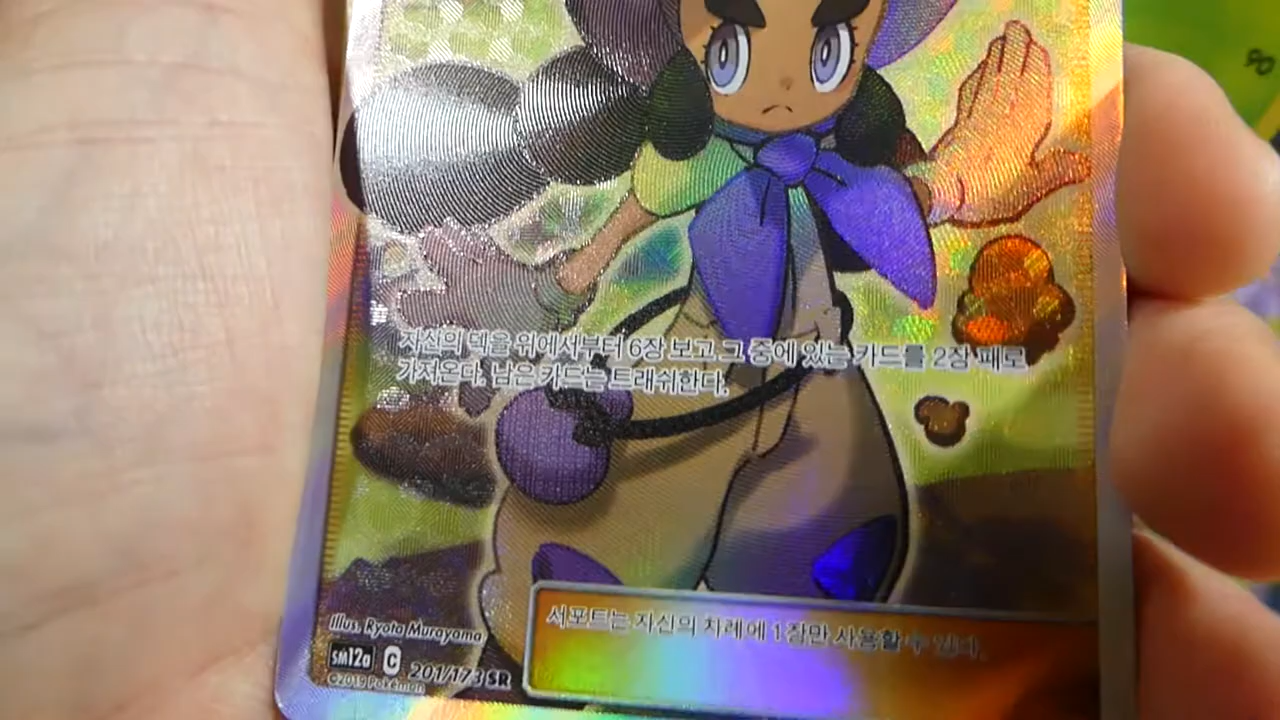 자신의 덱을 위에서부터 6장 보고 그 중에 있는 카드를 2장 패로
가져온다. 남은 카드는 트래쉬한다.
서포트는 자신의 차례에 1장만 사용할 수 있다.
Illus. Ryota Murayama
SM12a C 201/173 SR
©2019 Pokémon